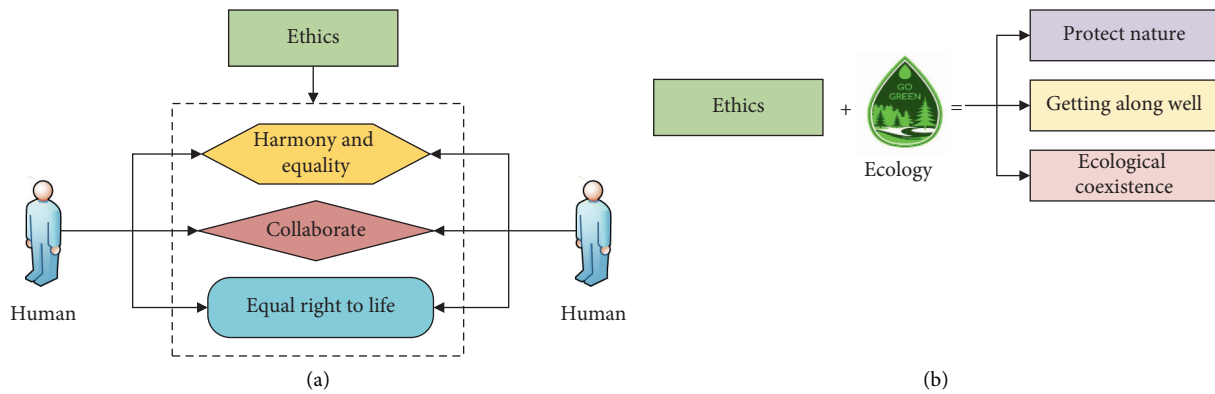 Ethics
Harmony and
equality
Collaborate
Equal right to life
Human
Human
(a)
Ethics
+
GO
GREEN
Ecology
=
Protect nature
Getting along well
Ecological
coexistence
(b)